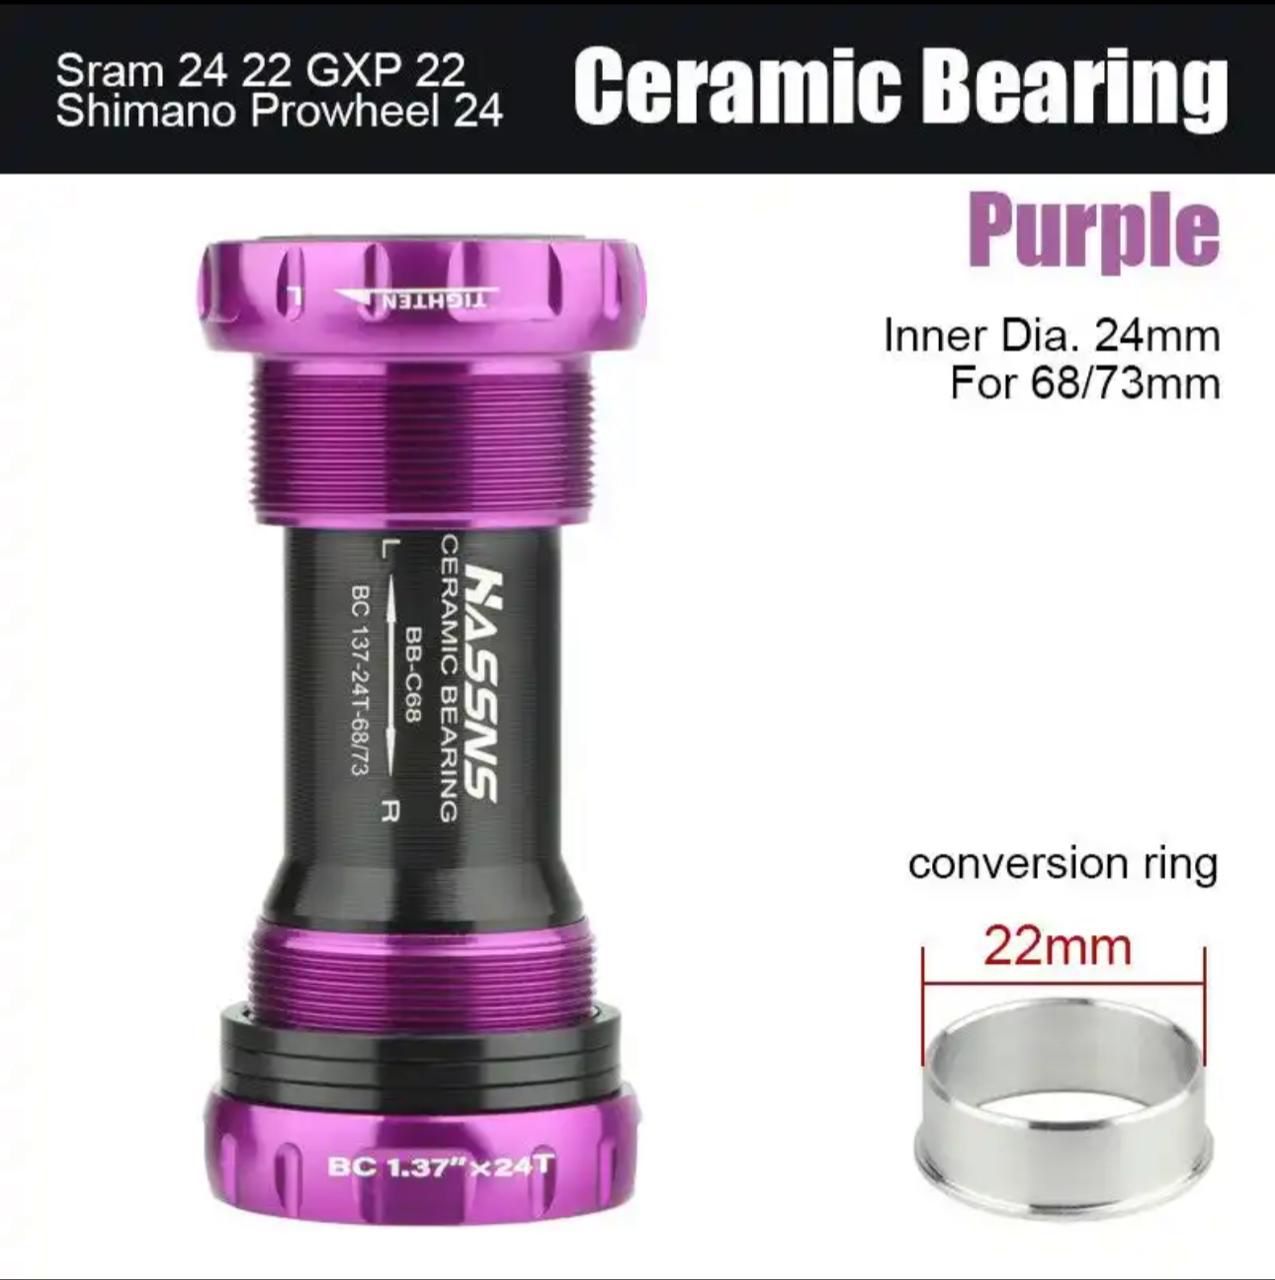 Sram 24 22 GXP 22
Shimano Prowheel 24
Ceramic Bearing
Purple
Inner Dia. 24mm
For 68/73mm
L
TIGHTEN
HASSNS
CERAMIC BEARING
BB-C68
L R
BC 137-24T-68/73
BC 1.37"×24T
conversion ring
22mm